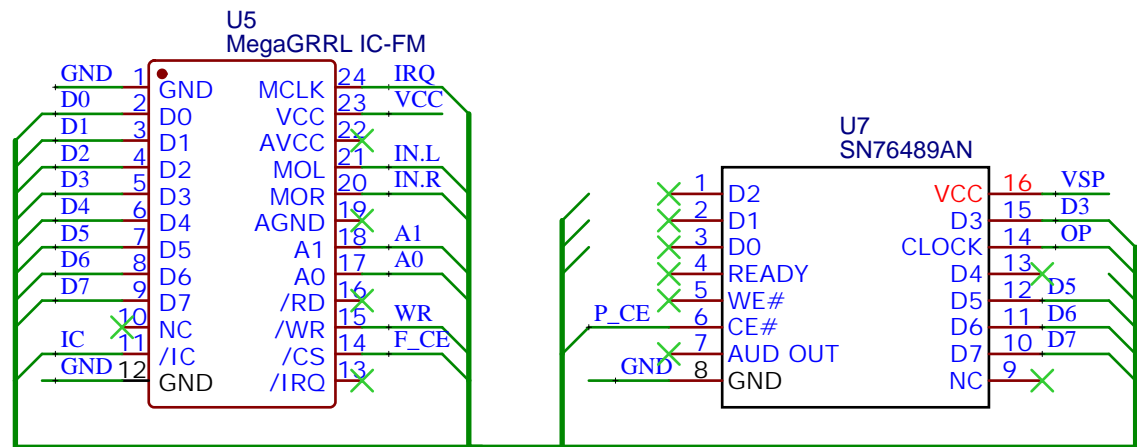 U5
MegaGRRL IC-FM
GND 1 GND MCLK 24 IRQ
D0 2 D0 VCC 23 VCC
D1 3 D1 AVCC 22
D2 4 D2 MOL 21 IN.L
D3 5 D3 MOR 20 IN.R
D4 6 D4 AGND 19
D5 7 D5 A1 18 A1
D6 8 D6 A0 17 A0
D7 9 D7 /RD 16
10 NC /WR 15 WR
IC 11 /IC /CS 14 F_CE
GND 12 GND /IRQ 13
U7
SN76489AN
1 D2 VCC 16 VSP
2 D1 D3 15 D3
3 D0 CLOCK 14 OP
4 READY D4 13
5 WE# D5 12 D5
P_CE 6 CE# D6 11 D6
7 AUD OUT D7 10 D7
GND 8 GND NC 9